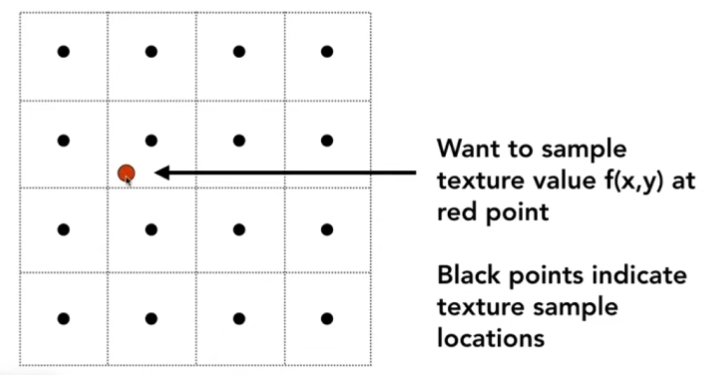 Want to sample
texture value f(x,y) at
red point
Black points indicate
texture sample
locations